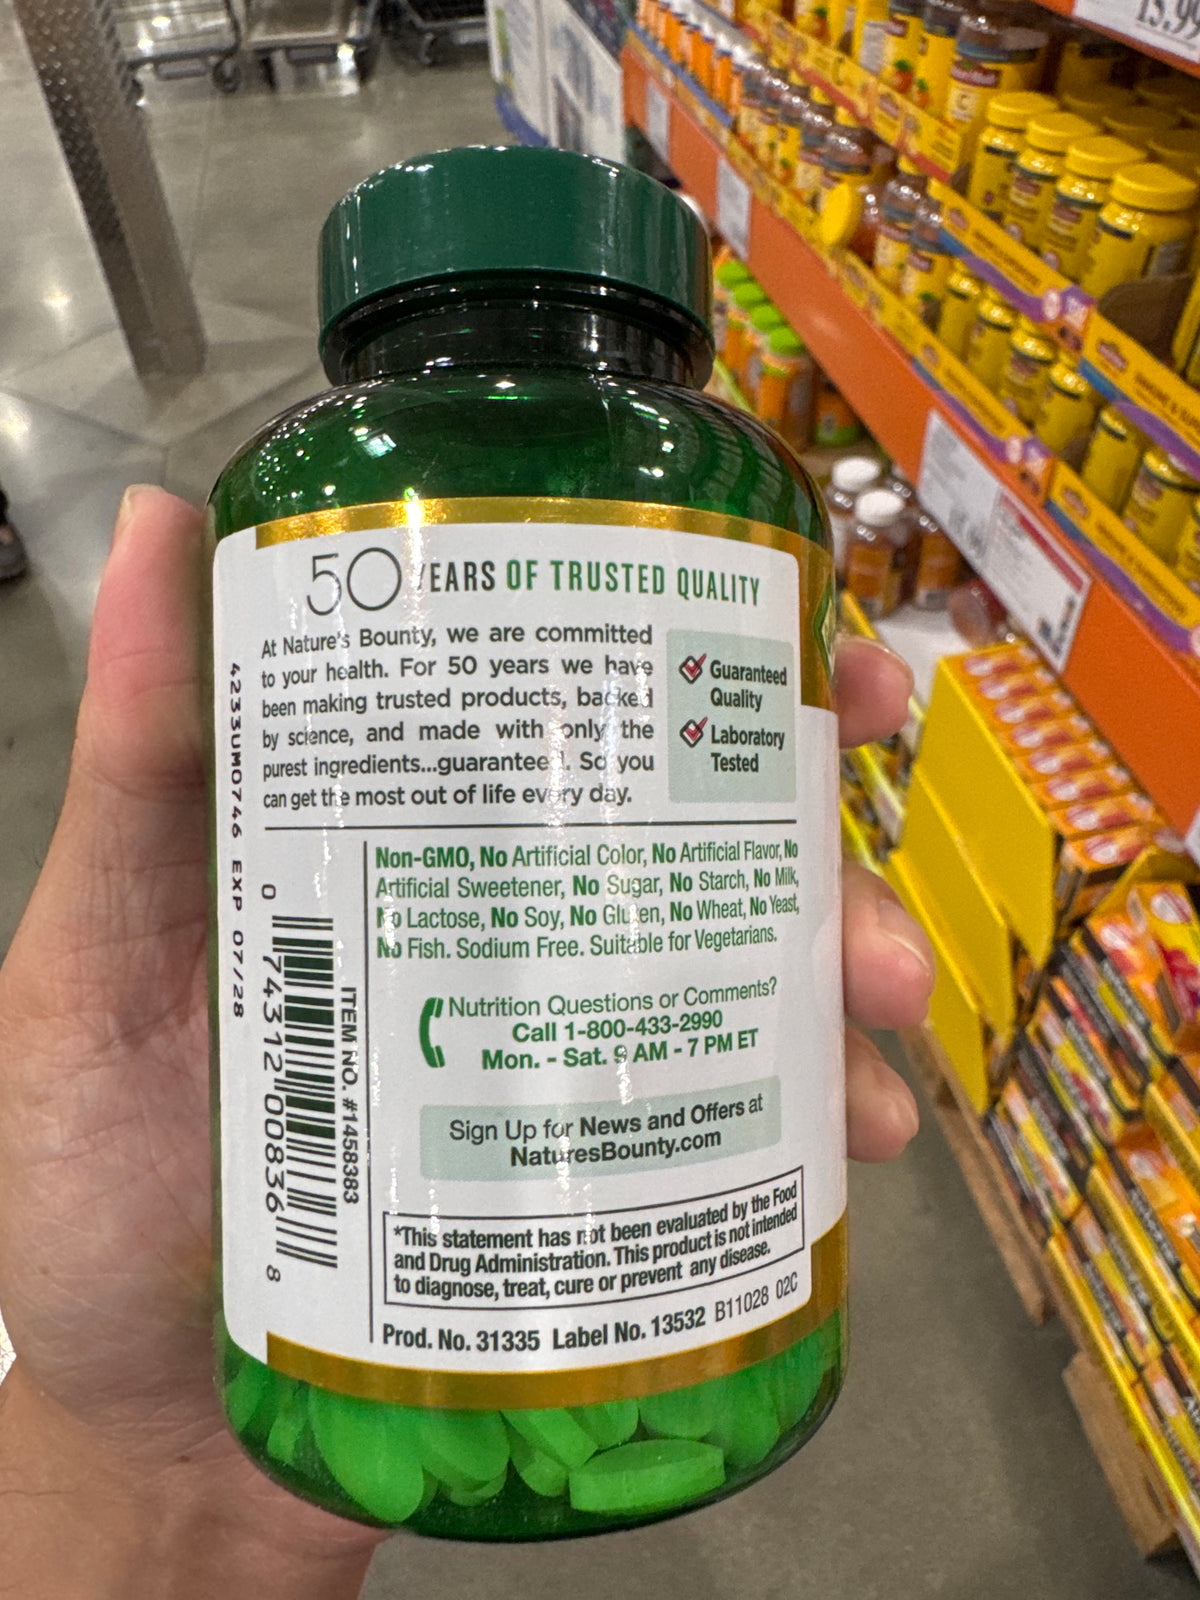 50 YEARS OF TRUSTED QUALITY
At Nature's Bounty, we are committed
to your health. For 50 years we have
been making trusted products, backed
by science, and made with only the
purest ingredients...guaranteed. So you
can get the most out of life every day.
Guaranteed
Quality
Laboratory
Tested
Non-GMO, No Artificial Color, No Artificial Flavor, No
Artificial Sweetener, No Sugar, No Starch, No Milk,
No Lactose, No Soy, No Gluten, No Wheat, No Yeast,
No Fish. Sodium Free. Suitable for Vegetarians.
Nutrition Questions or Comments?
Call 1-800-433-2990
Mon. - Sat. 9 AM - 7 PM ET
Sign Up for News and Offers at
NaturesBounty.com
*This statement has not been evaluated by the Food
and Drug Administration. This product is not intended
to diagnose, treat, cure or prevent any disease.
Prod. No. 31335 Label No. 13532 B11028 02C
4233UM0746 EXP 07/28
0 74312 00836 8
ITEM NO. #1458383
15.99